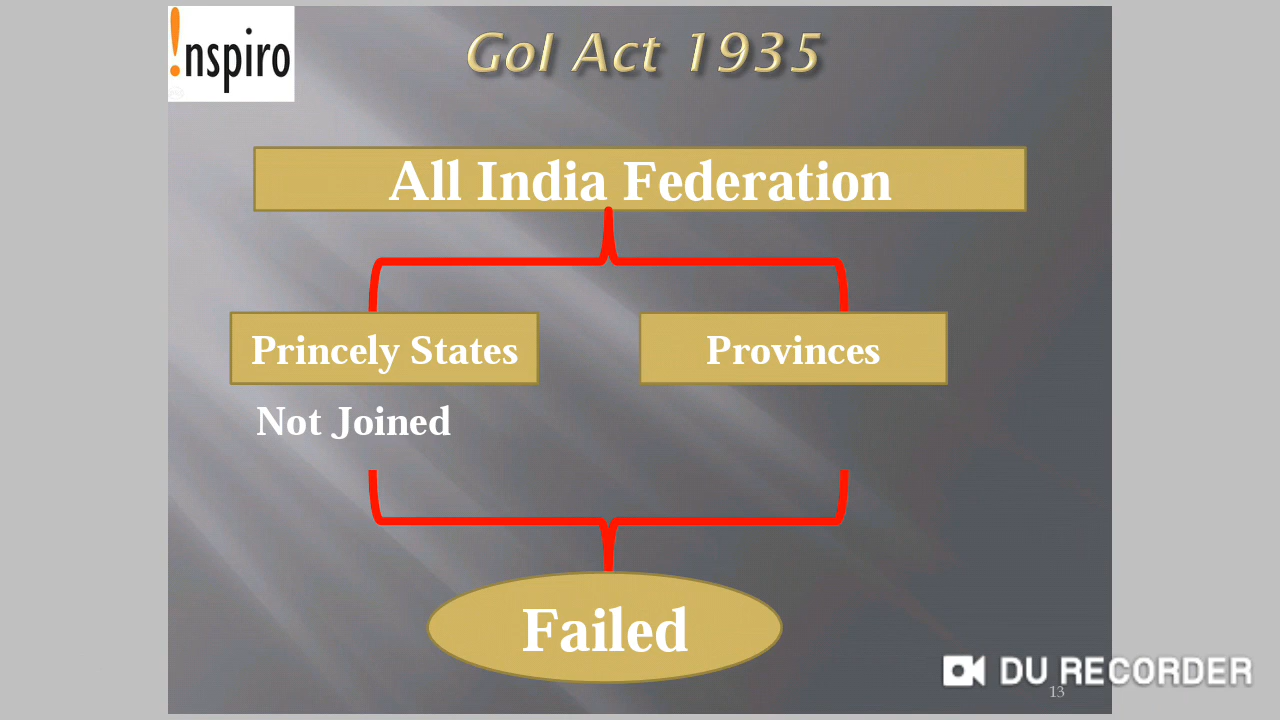 !nspiro
GoI Act 1935
All India Federation
Princely States
Provinces
Not Joined
Failed
DU RECORDER
13